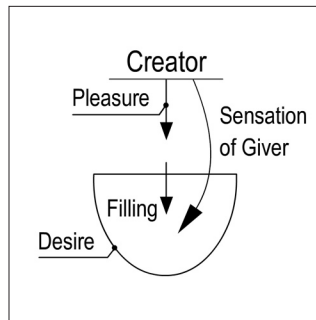 Creator
Pleasure
Sensation
of Giver
Filling
Desire